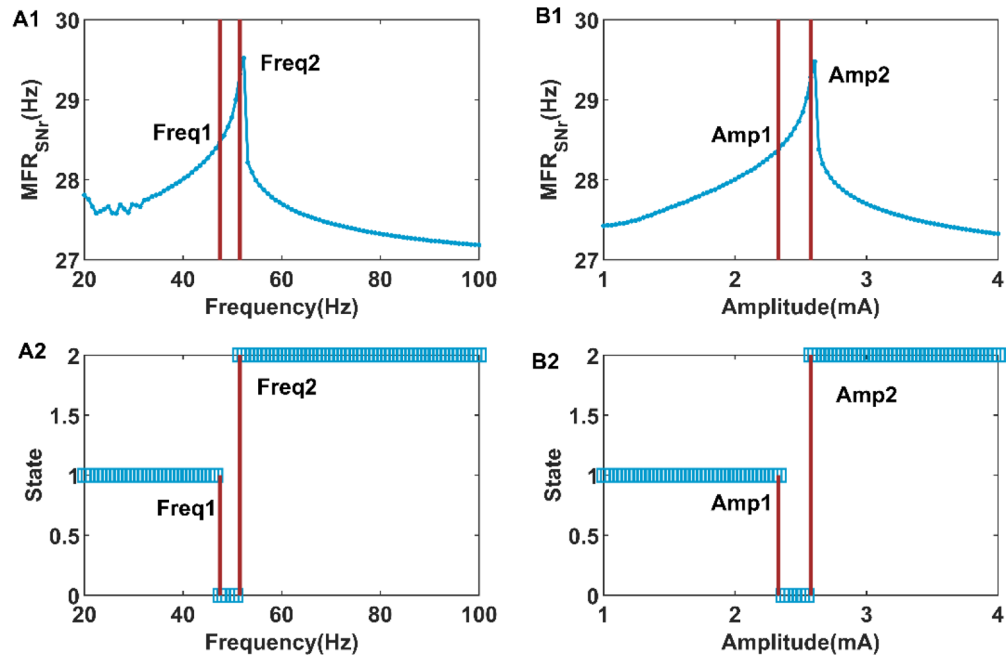 A1
30
29
28
27
MFR_SNr(Hz)
Freq2
Freq1
20 40 60 80 100
Frequency(Hz)
B1
30
29
28
27
MFR_SNr(Hz)
Amp2
Amp1
1 2 3 4
Amplitude(mA)
A2
2
1.5
1
0.5
0
State
Freq2
Freq1
20 40 60 80 100
Frequency(Hz)
B2
2
1.5
1
0.5
0
State
Amp2
Amp1
1 2 3 4
Amplitude(mA)